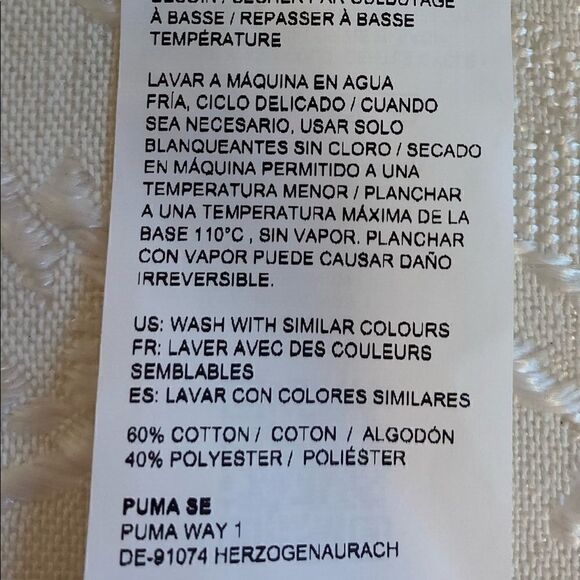 À BASSE / REPASSER À BASSE
TEMPÉRATURE
LAVAR A MÁQUINA EN AGUA
FRÍA, CICLO DELICADO / CUANDO
SEA NECESARIO, USAR SOLO
BLANQUEANTES SIN CLORO / SECADO
EN MÁQUINA PERMITIDO A UNA
TEMPERATURA MENOR / PLANCHAR
A UNA TEMPERATURA MÁXIMA DE LA
BASE 110°C , SIN VAPOR. PLANCHAR
CON VAPOR PUEDE CAUSAR DAÑO
IRREVERSIBLE.
US: WASH WITH SIMILAR COLOURS
FR: LAVER AVEC DES COULEURS
SEMBLABLES
ES: LAVAR CON COLORES SIMILARES
60% COTTON / COTON / ALGODÓN
40% POLYESTER / POLIÉSTER
PUMA SE
PUMA WAY 1
DE-91074 HERZOGENAURACH